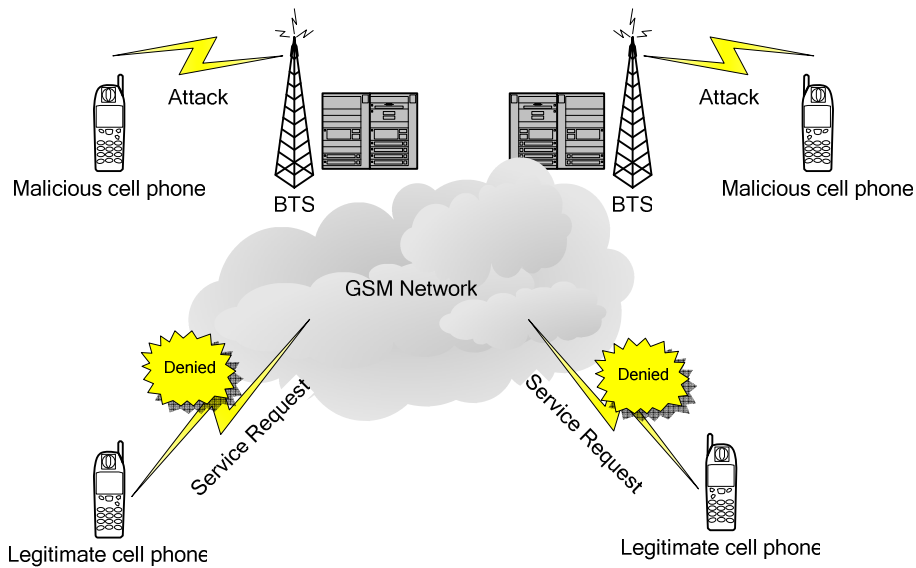 Attack
Attack
Malicious cell phone
BTS
BTS
Malicious cell phone
GSM Network
Denied
Denied
Service Request
Service Request
Legitimate cell phone
Legitimate cell phone